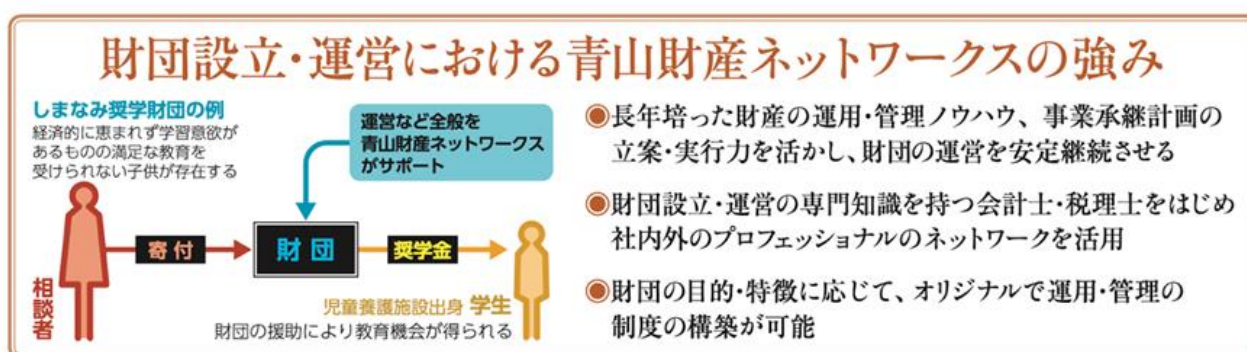 財団設立・運営における青山財産ネットワークスの強み
しまなみ奨学財団の例
経済的に恵まれず学習意欲が
あるものの満足な教育を
受けられない子供が存在する
運営など全般を
青山財産ネットワークス
がサポート
相談者
寄付
財団
奨学金
児童養護施設出身 学生
財団の援助により教育機会が得られる
◉長年培った財産の運用・管理ノウハウ、事業承継計画の
立案・実行力を活かし、財団の運営を安定継続させる
◉財団設立・運営の専門知識を持つ会計士・税理士をはじめ
社内外のプロフェッショナルのネットワークを活用
◉財団の目的・特徴に応じて、オリジナルで運用・管理の
制度の構築が可能